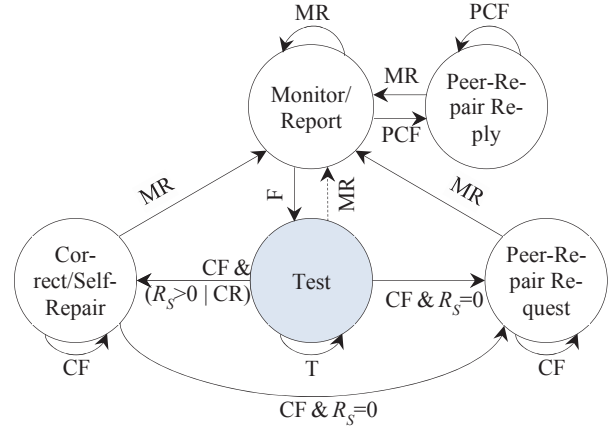 MR
PCF
Monitor/
Report
MR
PCF
Peer-Re-
pair Re-
ply
MR
F
MR
MR
Cor-
rect/Self-
Repair
CF &
(R_S>0 | CR)
Test
CF & R_S=0
Peer-Re-
pair Re-
quest
CF
T
CF
CF & R_S=0